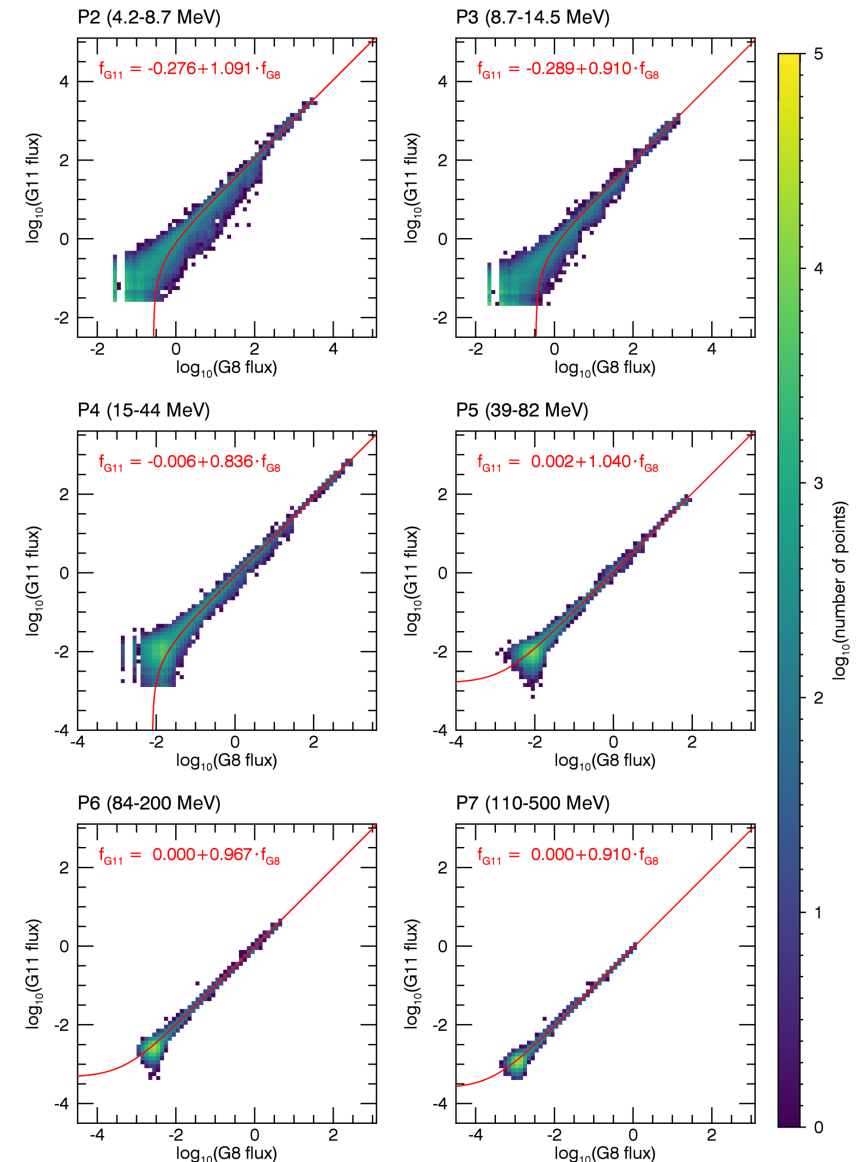 P2 (4.2-8.7 MeV)
f_G11 = -0.276+1.091·f_G8
log₁₀(G11 flux)
4
2
0
-2
-2 0 2 4
log₁₀(G8 flux)
P3 (8.7-14.5 MeV)
f_G11 = -0.289+0.910·f_G8
log₁₀(G11 flux)
4
2
0
-2
-2 0 2 4
log₁₀(G8 flux)
P4 (15-44 MeV)
f_G11 = -0.006+0.836·f_G8
log₁₀(G11 flux)
2
0
-2
-4
-4 -2 0 2
log₁₀(G8 flux)
P5 (39-82 MeV)
f_G11 = 0.002+1.040·f_G8
log₁₀(G11 flux)
2
0
-2
-4
-4 -2 0 2
log₁₀(G8 flux)
P6 (84-200 MeV)
f_G11 = 0.000+0.967·f_G8
log₁₀(G11 flux)
2
0
-2
-4
-4 -2 0 2
log₁₀(G8 flux)
P7 (110-500 MeV)
f_G11 = 0.000+0.910·f_G8
log₁₀(G11 flux)
2
0
-2
-4
-4 -2 0 2
log₁₀(G8 flux)
5
4
3
2
1
0
log₁₀(number of points)